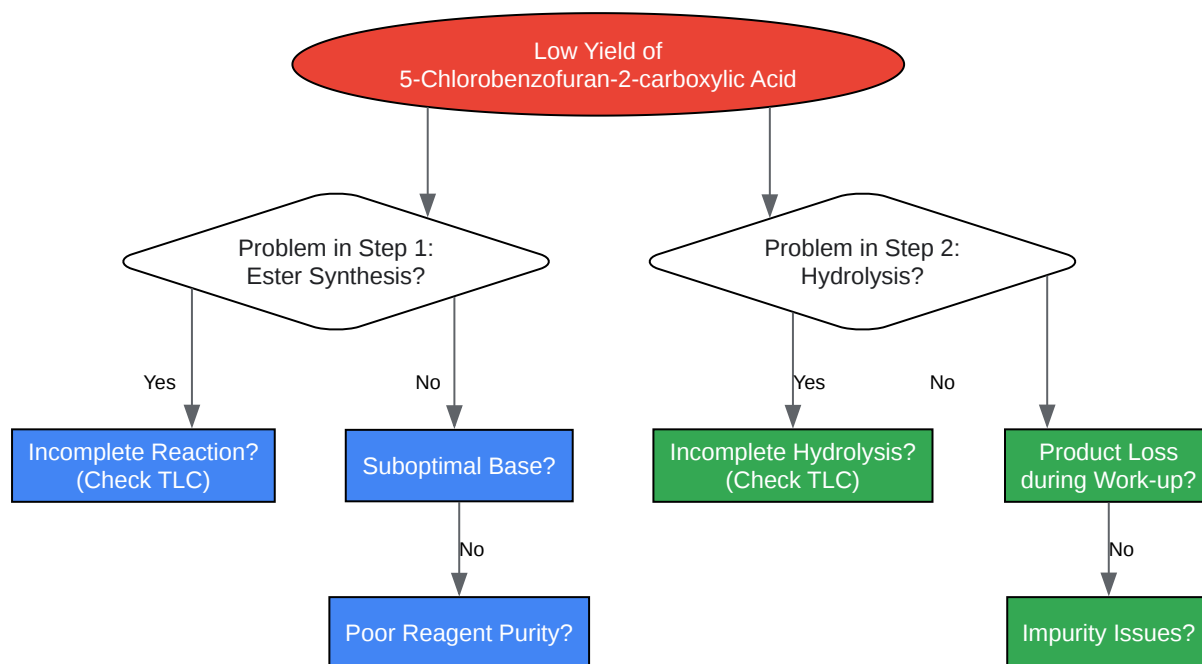 Low Yield of
5-Chlorobenzofuran-2-carboxylic Acid
Problem in Step 1:
Ester Synthesis?
Problem in Step 2:
Hydrolysis?
Yes
No
Yes
No
Incomplete Reaction?
(Check TLC)
Suboptimal Base?
Incomplete Hydrolysis?
(Check TLC)
Product Loss
during Work-up?
No
No
Poor Reagent Purity?
Impurity Issues?